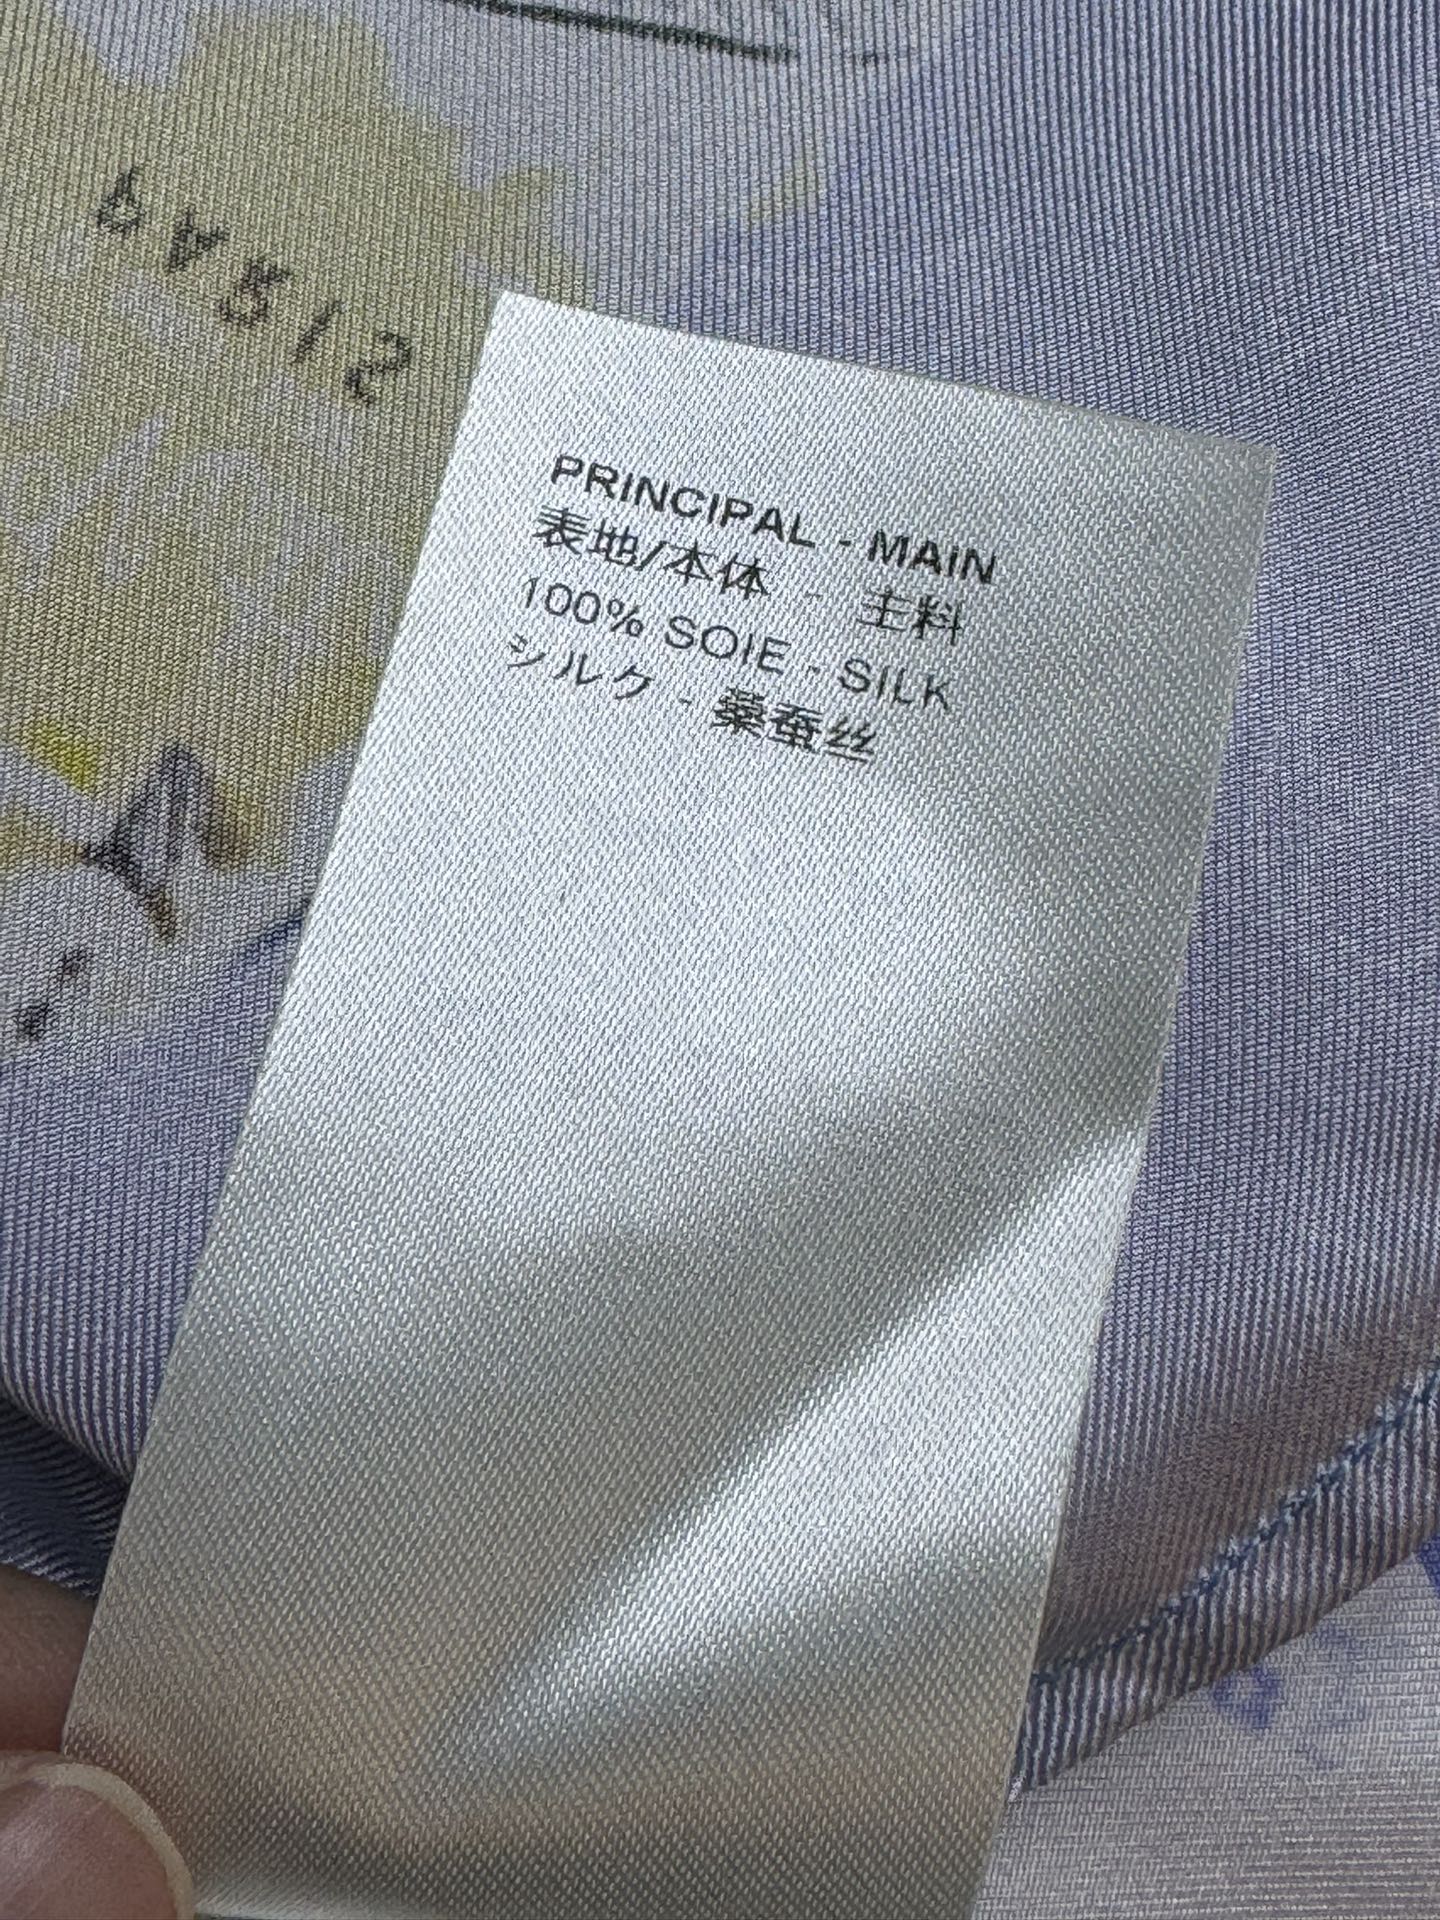 PRINCIPAL - MAIN
表地/本体 - 主料
100% SOIE - SILK
シルク - 桑蚕丝